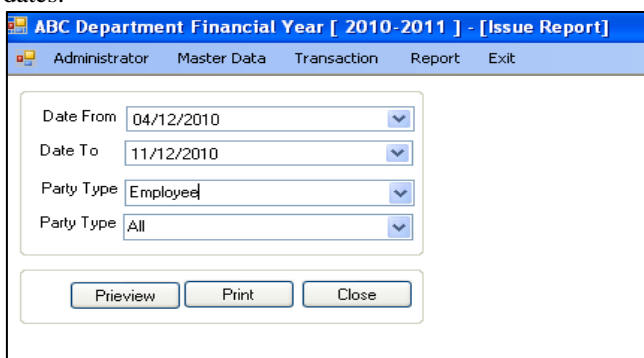 dates.
ABC Department Financial Year [ 2010-2011 ] - [Issue Report]
Administrator Master Data Transaction Report Exit
Date From 04/12/2010
Date To 11/12/2010
Party Type Employee
Party Type All
Prieview Print Close